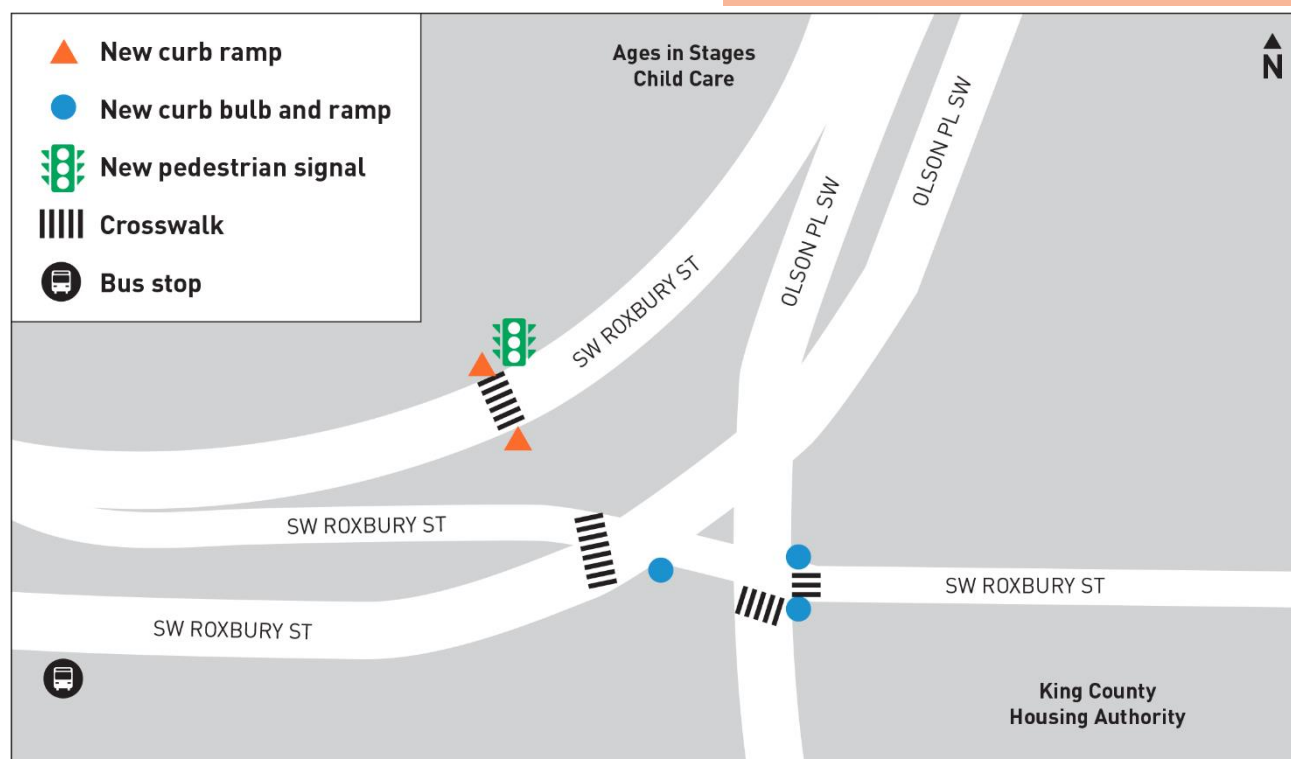 New curb ramp
New curb bulb and ramp
New pedestrian signal
Crosswalk
Bus stop
Ages in Stages
Child Care
N
OLSON PL SW
OLSON PL SW
SW ROXBURY ST
SW ROXBURY ST
SW ROXBURY ST
SW ROXBURY ST
King County
Housing Authority